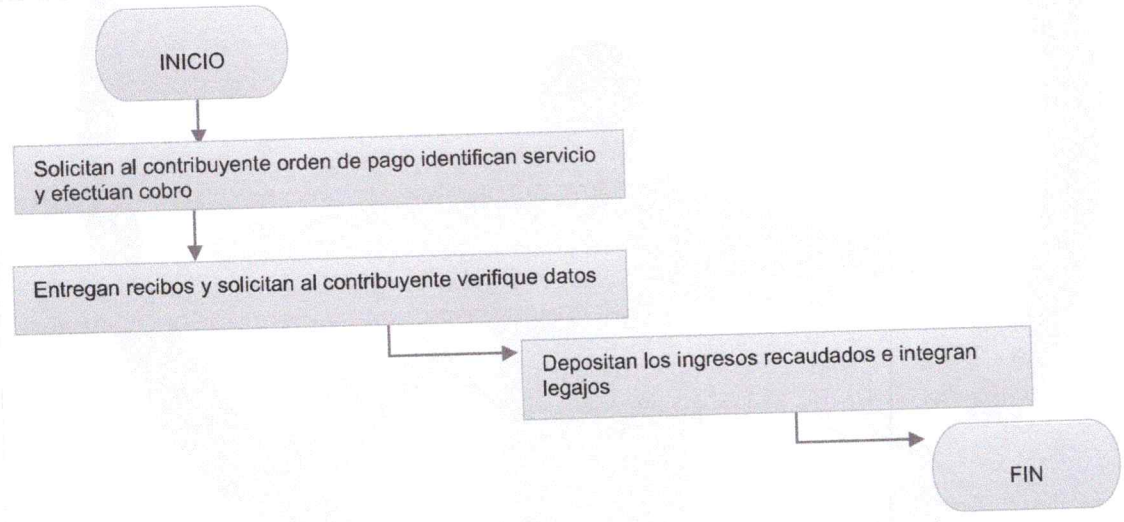 INICIO
Solicitan al contribuyente orden de pago identifican servicio
y efectúan cobro
Entregan recibos y solicitan al contribuyente verifique datos
Depositan los ingresos recaudados e integran
legajos
FIN